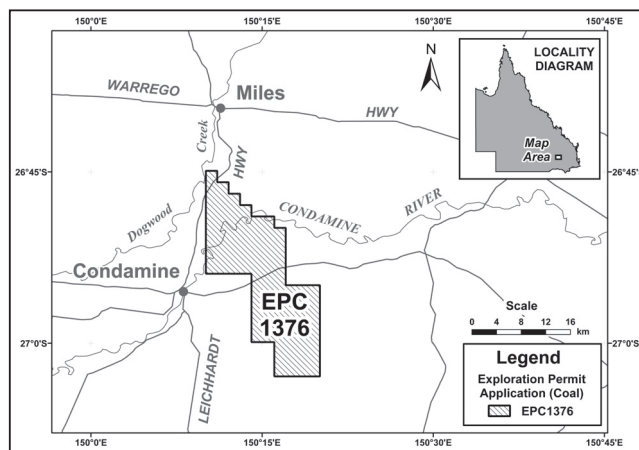 150°0'E
150°15'E
150°30'E
150°45'E
N
LOCALITY
DIAGRAM
Map
Area
WARREGO
HWY
Miles
Creek
HWY
26°45'S
26°45'S
Dogwood
CONDAMINE
RIVER
Condamine
EPC
1376
Scale
0 4 8 12 16
km
27°0'S
27°0'S
LEICHHARDT
Legend
Exploration Permit
Application (Coal)
EPC1376
150°0'E
150°15'E
150°30'E
150°45'E